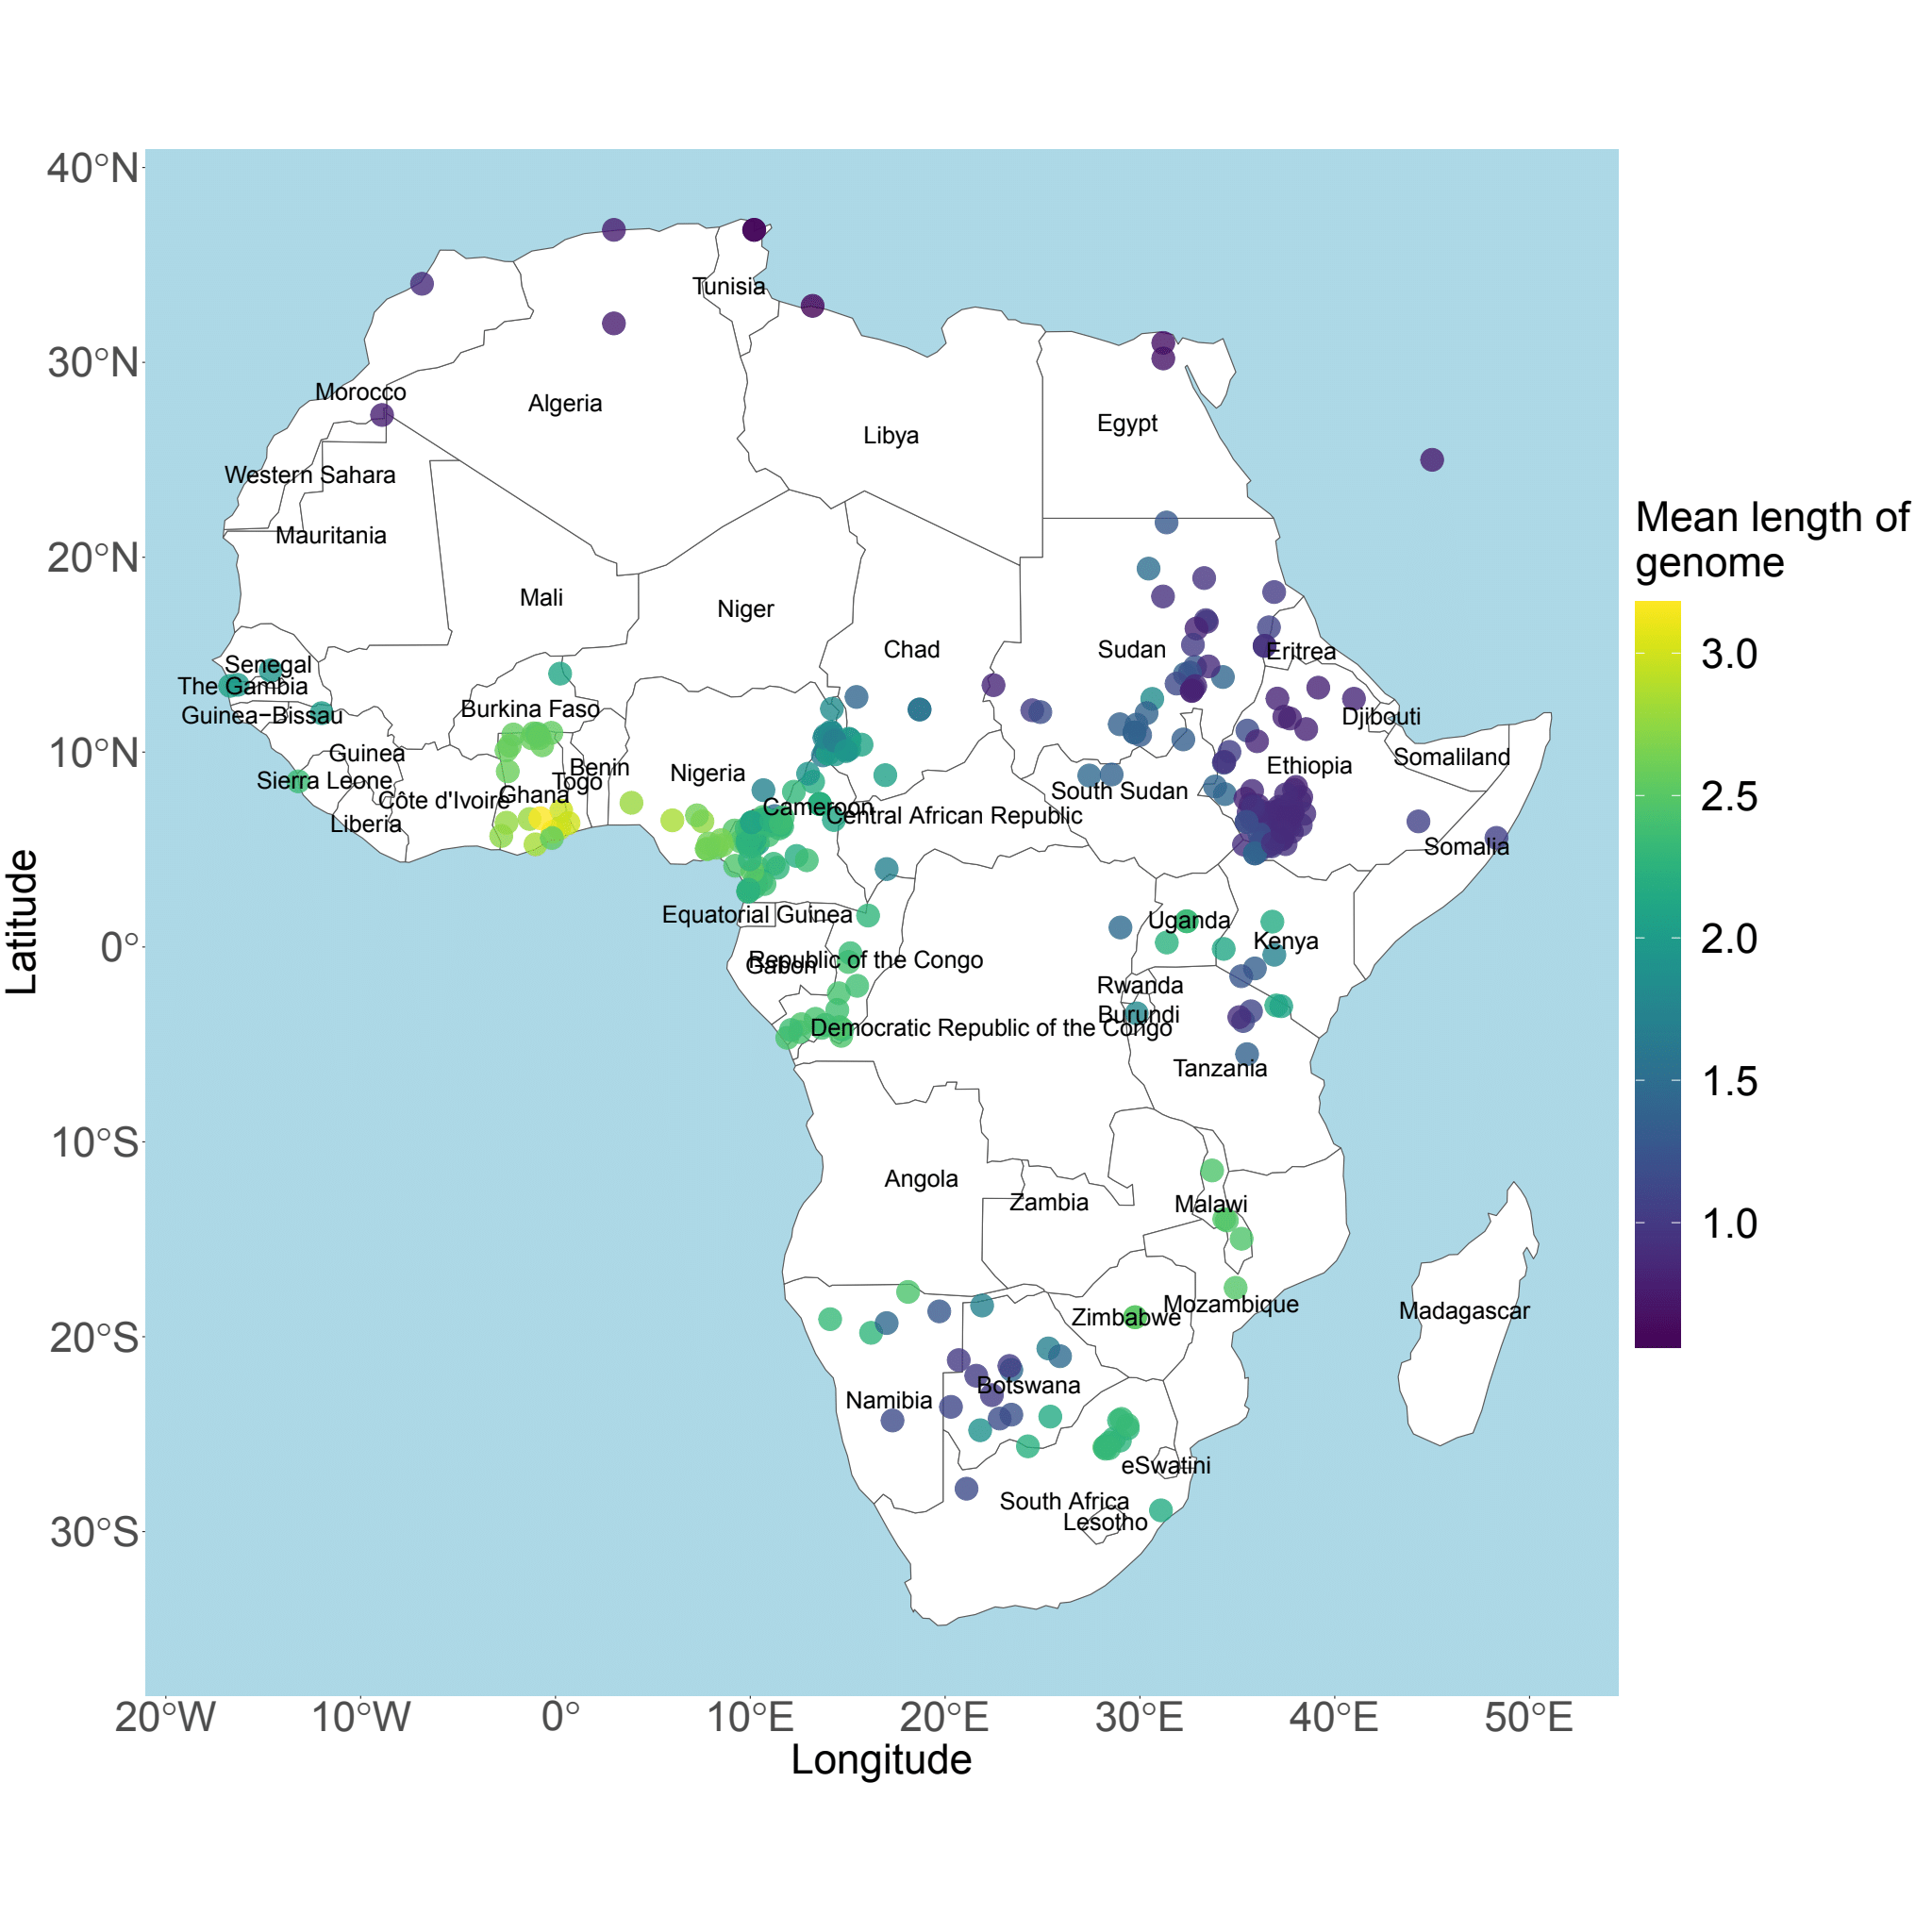 40°N
30°N
20°N
10°N
0°
10°S
20°S
30°S
Latitude
20°W
10°W
0°
10°E
20°E
30°E
40°E
50°E
Longitude
Tunisia
Morocco
Algeria
Libya
Egypt
Western Sahara
Mauritania
Mali
Niger
Chad
Sudan
Eritrea
Senegal
The Gambia
Guinea−Bissau
Burkina Faso
Djibouti
Guinea
Sierra Leone
Côte d'Ivoire
Ghana
Togo
Benin
Nigeria
Ethiopia
Somaliland
Liberia
Cameroon
Central African Republic
South Sudan
Somalia
Equatorial Guinea
Uganda
Kenya
Gabon
Republic of the Congo
Rwanda
Burundi
Democratic Republic of the Congo
Tanzania
Angola
Zambia
Malawi
Mozambique
Zimbabwe
Madagascar
Namibia
Botswana
eSwatini
South Africa
Lesotho
Mean length of
genome
3.0
2.5
2.0
1.5
1.0